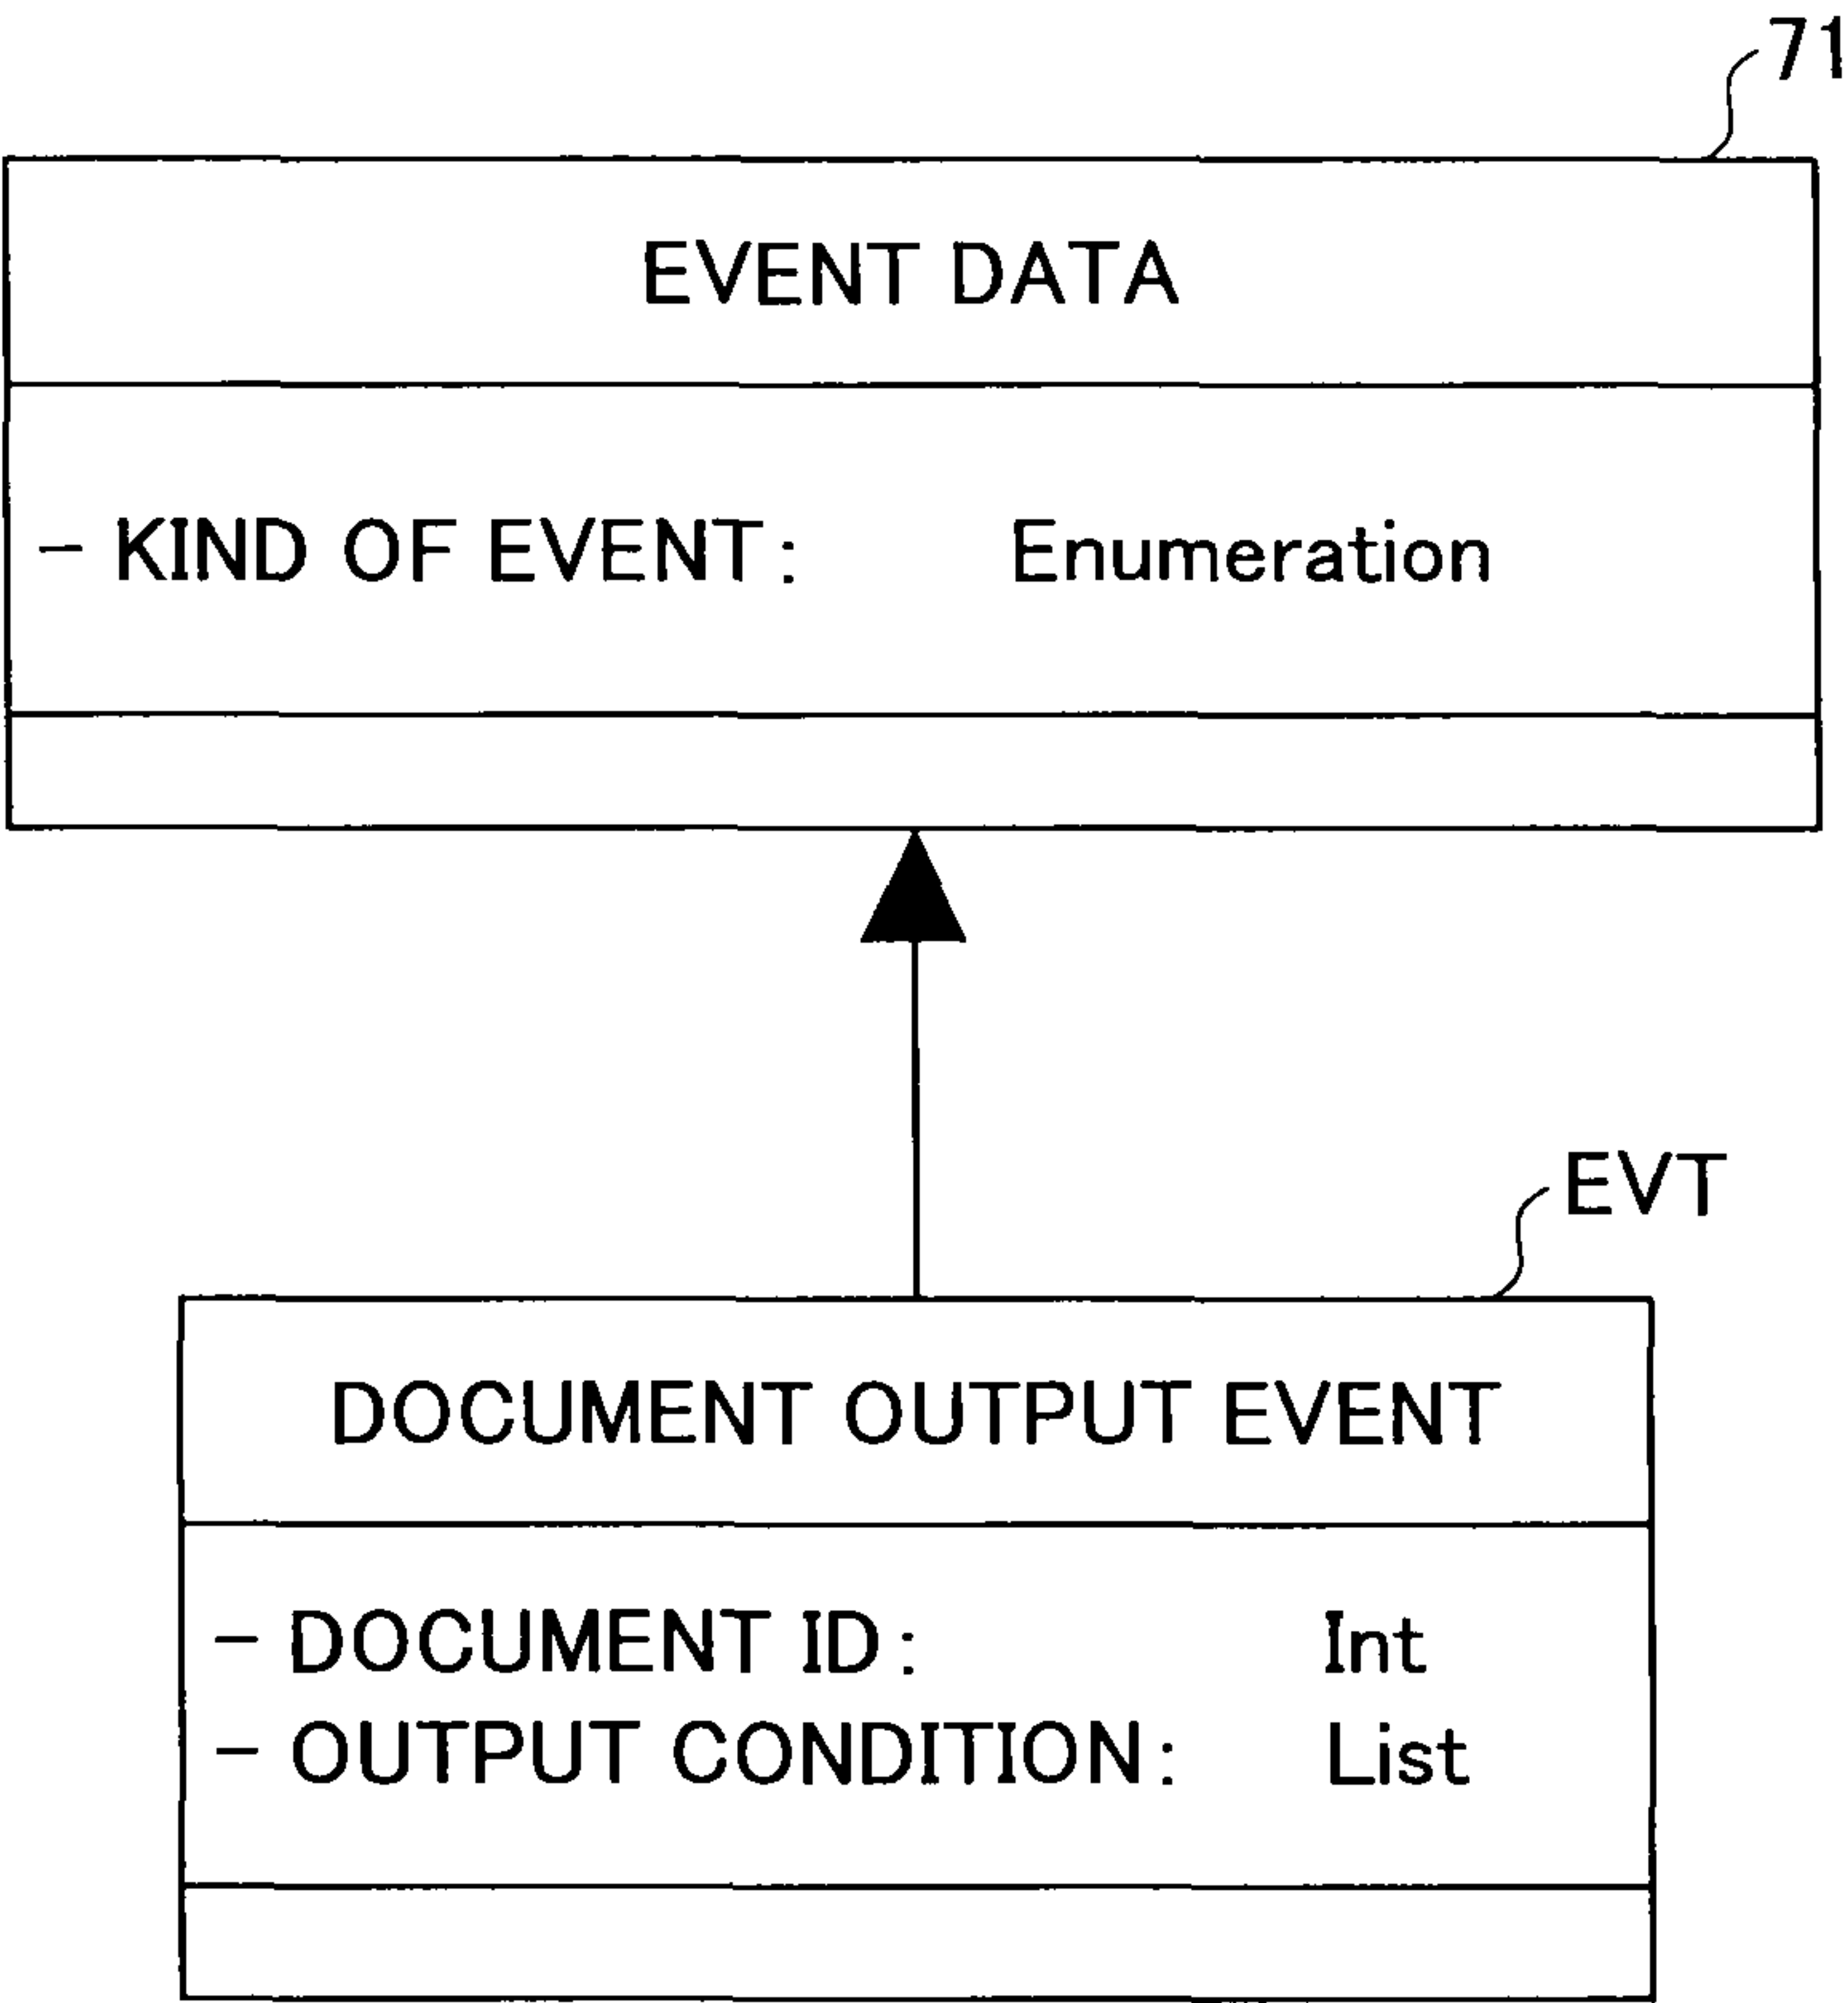 71
EVENT DATA
- KIND OF EVENT: Enumeration
EVT
DOCUMENT OUTPUT EVENT
- DOCUMENT ID: Int
- OUTPUT CONDITION: List